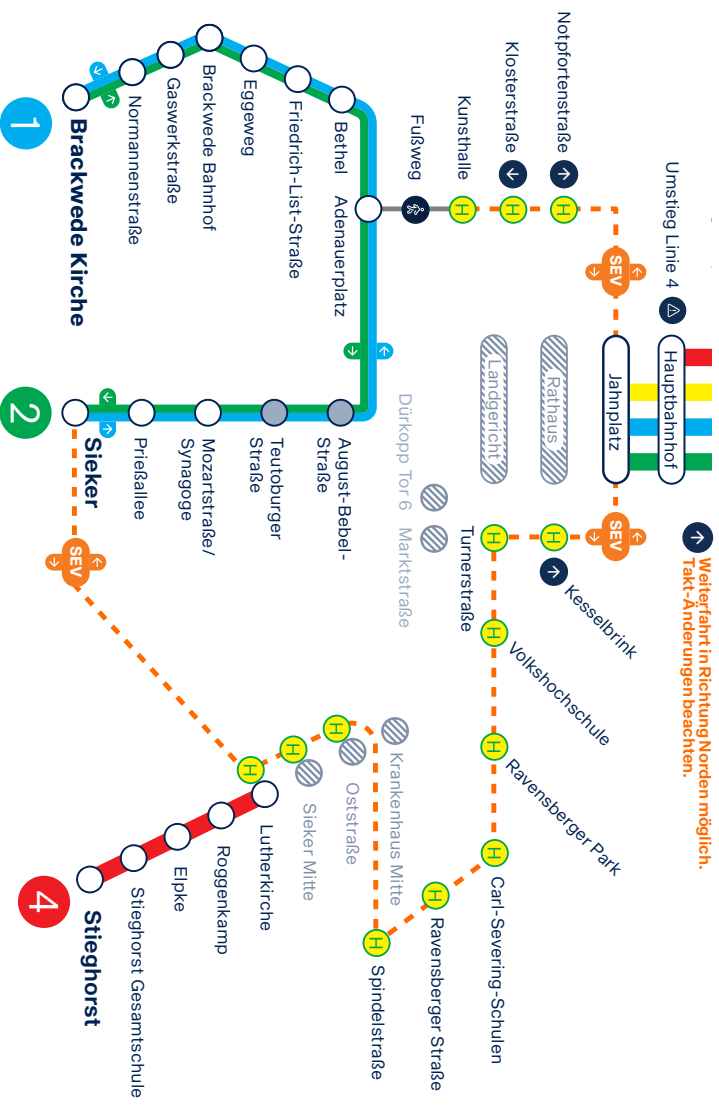 Weiterfahrt in Richtung Norden möglich.
Takt-Änderungen beachten.
Umstieg Linie 4
Hauptbahnhof
SEV
Jahnplatz
SEV
Notpfortenstraße
H
Rathaus
H
Kesselbrink
Klosterstraße
H
Landgericht
H
Turnerstraße
H
Volkshochschule
H
Ravensberger Park
H
Carl-Severing-Schulen
Kunsthalle
H
Fußweg
Dürkopp Tor 6
Marktstraße
H
Ravensberger Straße
Krankenhaus Mitte
H
Spindelstraße
Bethel
Adenauerplatz
August-Bebel-
Straße
H
Oststraße
Friedrich-List-Straße
Teutoburger
Straße
H
Sieker Mitte
Eggeweg
Mozartstraße/
Synagoge
H
Lutherkirche
Brackwede Bahnhof
Roggenkamp
Gaswerkstraße
Elpke
Normannenstraße
Prießallee
Stieghorst Gesamtschule
Brackwede Kirche
Sieker
SEV
Stieghorst
1
2
4